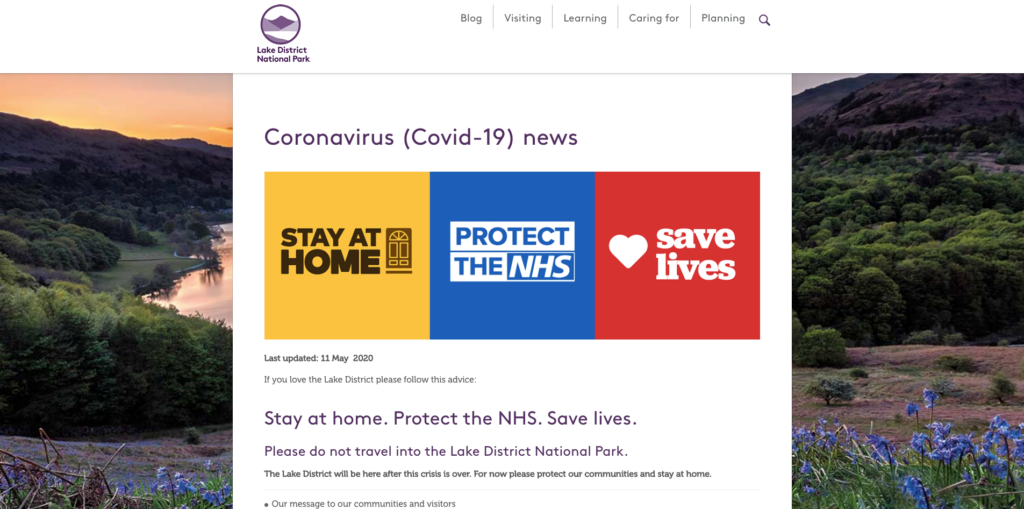 Blog
Visiting
Learning
Caring for
Planning
Lake District
National Park
Coronavirus (Covid-19) news
STAY AT
HOME
PROTECT
THE NHS
save
lives
Last updated: 11 May 2020
If you love the Lake District please follow this advice:
Stay at home. Protect the NHS. Save lives.
Please do not travel into the Lake District National Park.
The Lake District will be here after this crisis is over. For now please protect our communities and stay at home.
• Our message to our communities and visitors